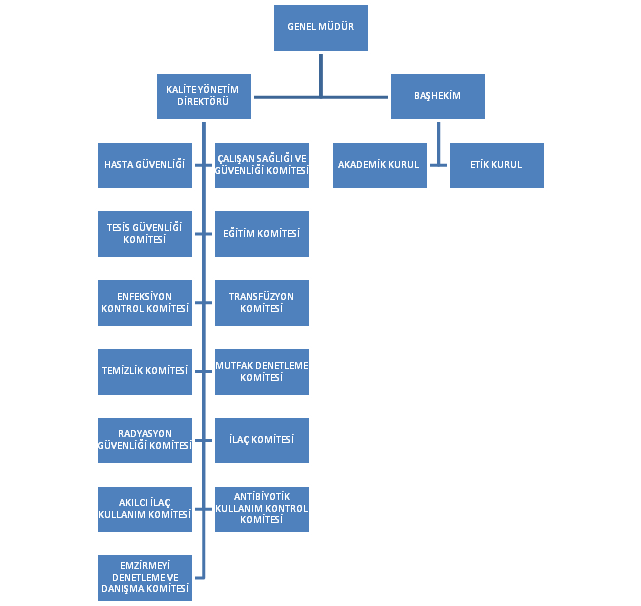 GENEL MÜDÜR
KALİTE YÖNETİM
DİREKTÖRÜ
BAŞHEKİM
HASTA GÜVENLİĞİ
ÇALIŞAN SAĞLIĞI VE
GÜVENLİĞİ KOMİTESİ
AKADEMİK KURUL
ETİK KURUL
TESİS GÜVENLİĞİ
KOMİTESİ
EĞİTİM KOMİTESİ
ENFEKSİYON
KONTROL KOMİTESİ
TRANSFÜZYON
KOMİTESİ
TEMİZLİK KOMİTESİ
MUTFAK DENETLEME
KOMİTESİ
RADYASYON
GÜVENLİĞİ KOMİTESİ
İLAÇ KOMİTESİ
AKILCI İLAÇ
KULLANIM KOMİTESİ
ANTİBİYOTİK
KULLANIM KONTROL
KOMİTESİ
EMZİRMEYİ
DENETLEME VE
DANIŞMA KOMİTESİ